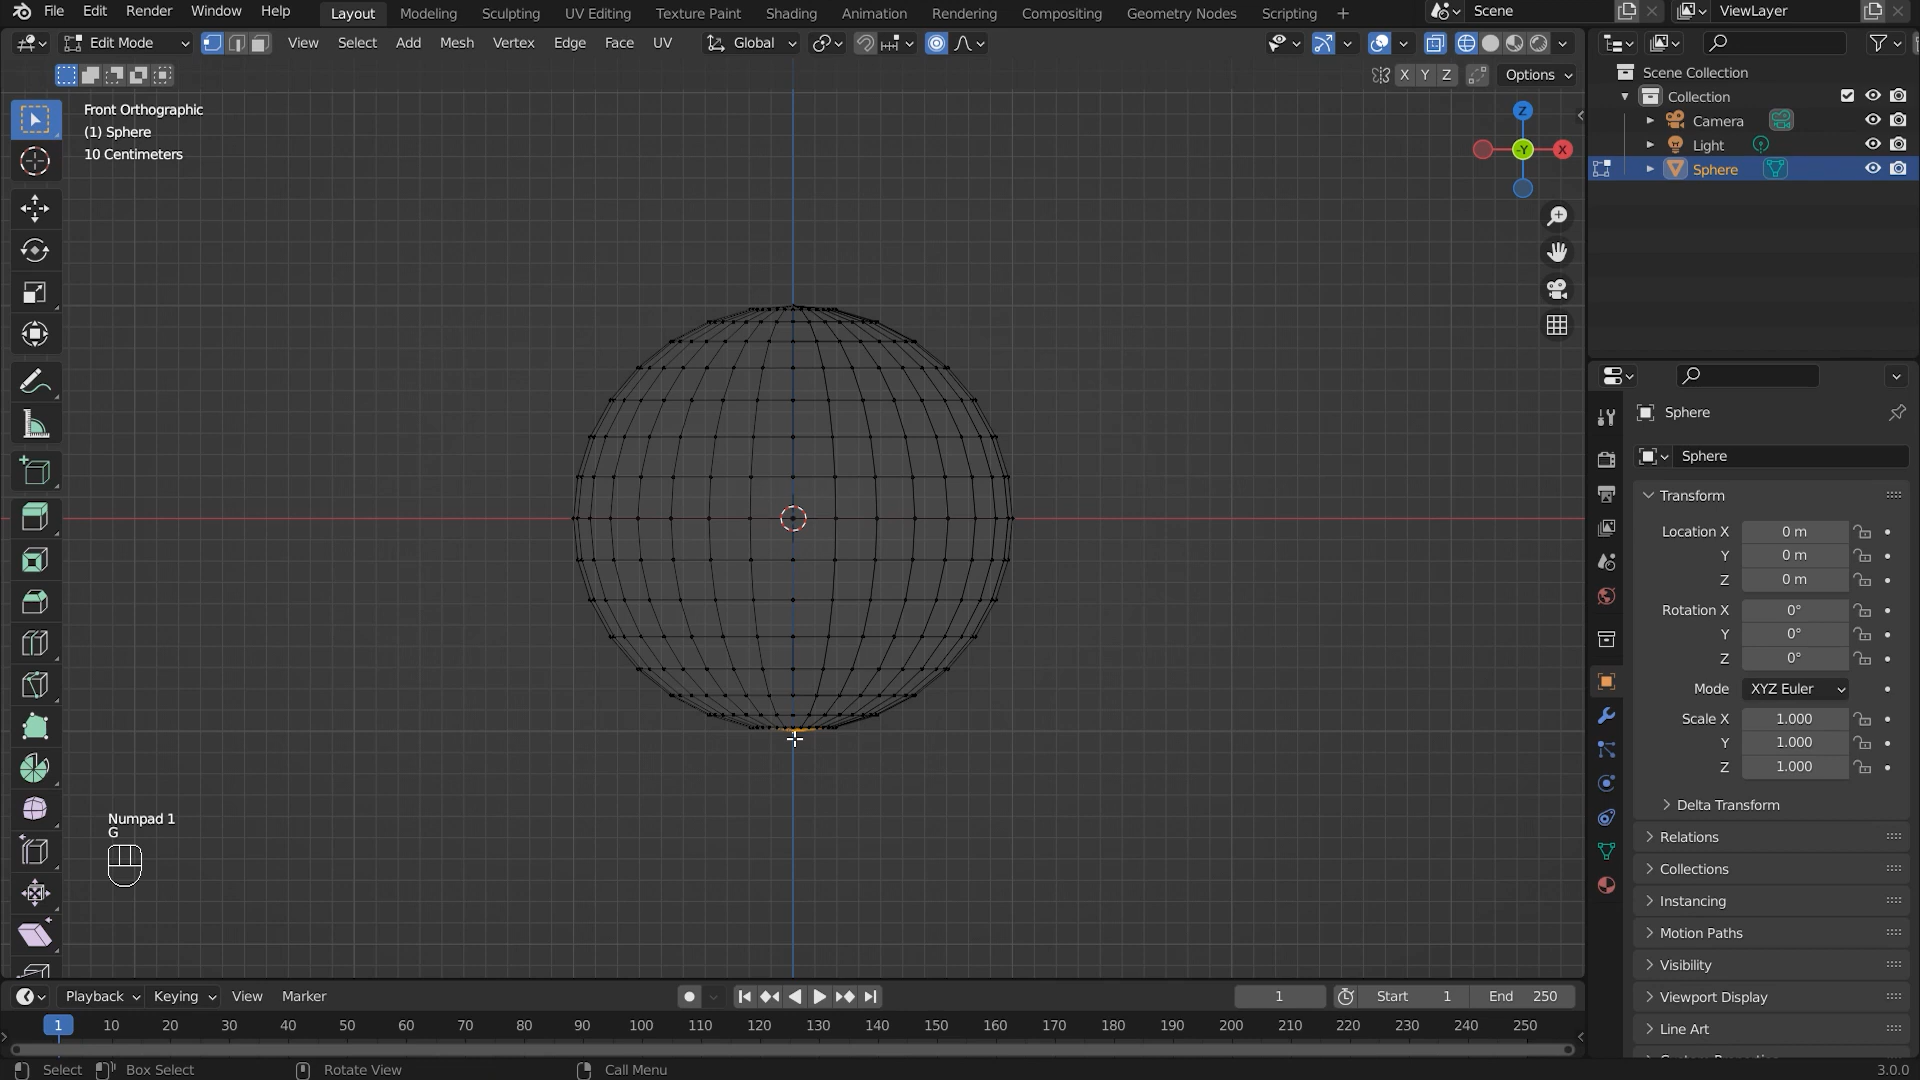 File Edit Render Window Help Layout Modeling Sculpting UV Editing Texture Paint Shading Animation Rendering Compositing Geometry Nodes Scripting + Scene ViewLayer
Edit Mode View Select Add Mesh Vertex Edge Face UV Global
X Y Z Options
Front Orthographic
(1) Sphere
10 Centimeters
Z
-Y X
Numpad 1
G
Scene Collection
Collection
Camera
Light
Sphere
Sphere
Sphere
Transform
Location X 0 m
Y 0 m
Z 0 m
Rotation X 0°
Y 0°
Z 0°
Mode XYZ Euler
Scale X 1.000
Y 1.000
Z 1.000
Delta Transform
Relations
Collections
Instancing
Motion Paths
Visibility
Viewport Display
Line Art
Playback Keying View Marker 1 Start 1 End 250
1 10 20 30 40 50 60 70 80 90 100 110 120 130 140 150 160 170 180 190 200 210 220 230 240 250
Select Box Select Rotate View Call Menu 3.0.0